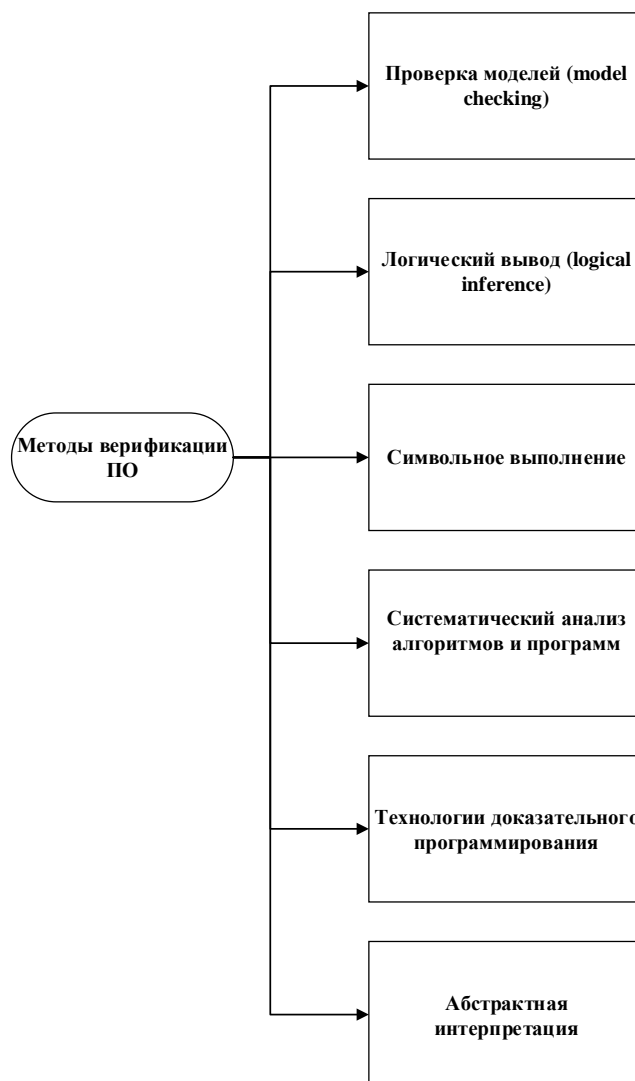 Проверка моделей (model
checking)
Логический вывод (logical
inference)
Методы верификации
ПО
Символьное выполнение
Систематический анализ
алгоритмов и программ
Технологии доказательного
программирования
Абстрактная
интерпретация